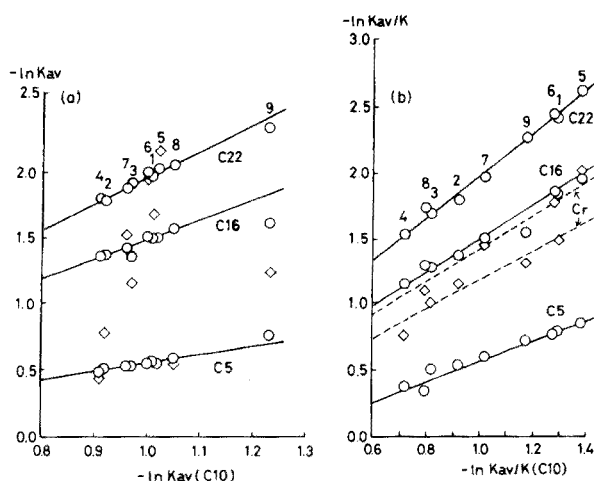 -ln Kav
(a)
2.5
2.0
1.5
1.0
0.5
0.0
0.8 0.9 1.0 1.1 1.2 1.3
-ln Kav(C10)
4 2 7 3 6 1 5 8 9
C22
C16
C5
-ln Kav/K
(b)
3.0
2.5
2.0
1.5
1.0
0.5
0.0
0.6 0.8 1.0 1.2 1.4
-ln Kav/K(C10)
4 8 3 2 7 9 6 1 5
C22
C16
Cr
C5